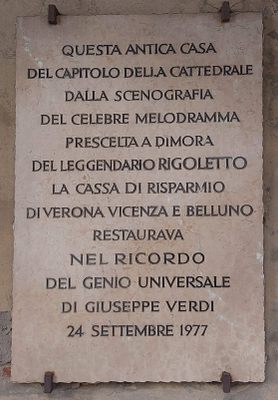 QUESTA ANTICA CASA
DEL CAPITOLO DELLA CATTEDRALE
DALLA SCENOGRAFIA
DEL CELEBRE MELODRAMMA
PRESCELTA A DIMORA
DEL LEGGENDARIO RIGOLETTO
LA CASSA DI RISPARMIO
DI VERONA VICENZA E BELLUNO
RESTAURAVA
NEL RICORDO
DEL GENIO UNIVERSALE
DI GIUSEPPE VERDI
24 SETTEMBRE 1977